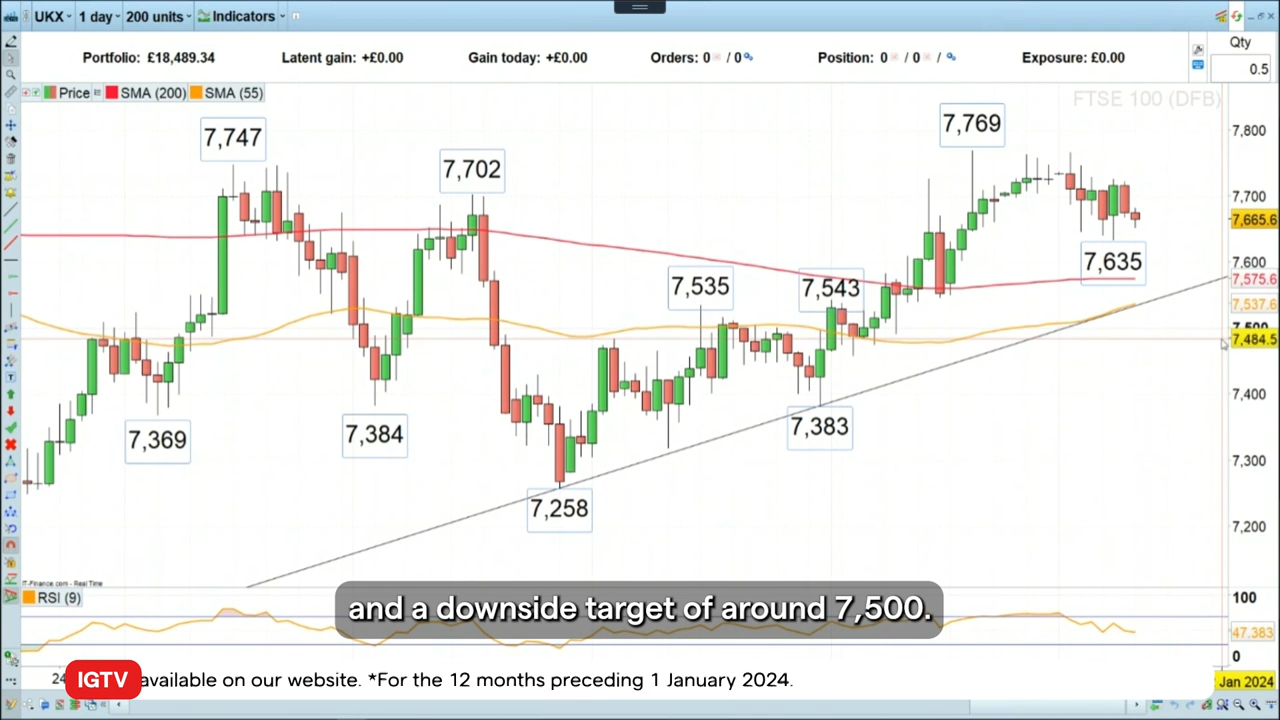 UKX 1 day 200 units Indicators
Portfolio: £18,489.34 Latent gain: +£0.00 Gain today: +£0.00 Orders: 0 / 0 Position: 0 / 0 / Exposure: £0.00
Qty
0.5
Price SMA (200) SMA (55)
FTSE 100 (DFB)
7,769
7,747
7,800
7,702
7,700
7,665.6
7,635
7,600
7,575.6
7,535
7,543
7,537.6
7,500
7,484.5
7,400
7,369
7,384
7,383
7,300
7,258
7,200
IT-Finance.com - Real Time
RSI (9)
100
and a downside target of around 7,500.
47.383
0
24
IGTV
available on our website. *For the 12 months preceding 1 January 2024.
Jan 2024